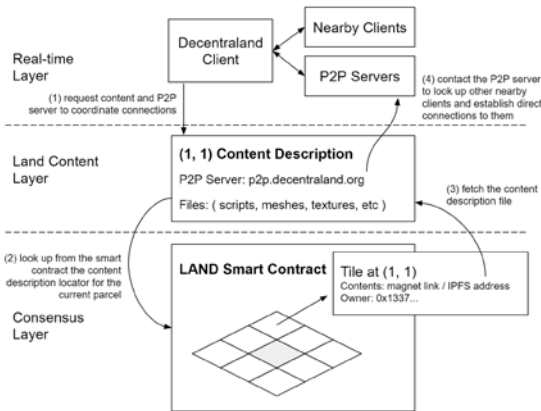 Real-time
Layer
Decentraland
Client
Nearby Clients
P2P Servers
(1) request content and P2P
server to coordinate connections
(4) contact the P2P server
to look up other nearby
clients and establish direct
connections to them
Land Content
Layer
(1, 1) Content Description
P2P Server: p2p.decentraland.org
Files: ( scripts, meshes, textures, etc )
(3) fetch the content
description file
(2) look up from the smart
contract the content
description locator for the
current parcel
Consensus
Layer
LAND Smart Contract
Tile at (1, 1)
Contents: magnet link / IPFS address
Owner: 0x1337...